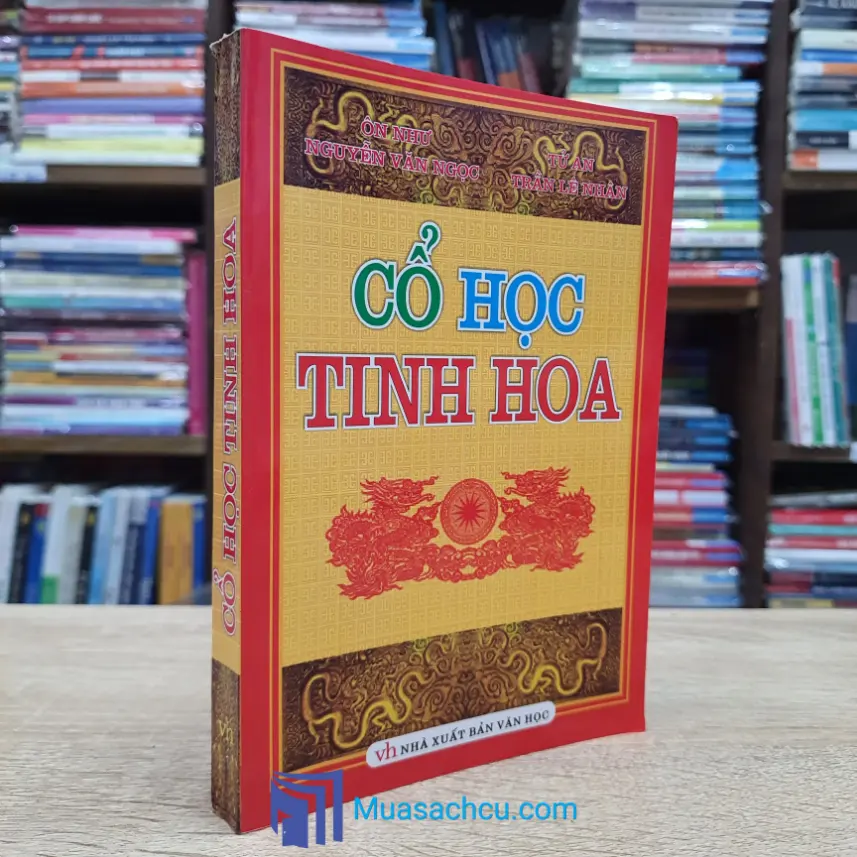 ÔN NHƯ
NGUYỄN VĂN NGỌC
TỬ AN
TRẦN LÊ NHÂN
CỔ HỌC
TINH HOA
vh NHÀ XUẤT BẢN VĂN HỌC
CỔ HỌC TINH HOA
vh
Muasachcu.com